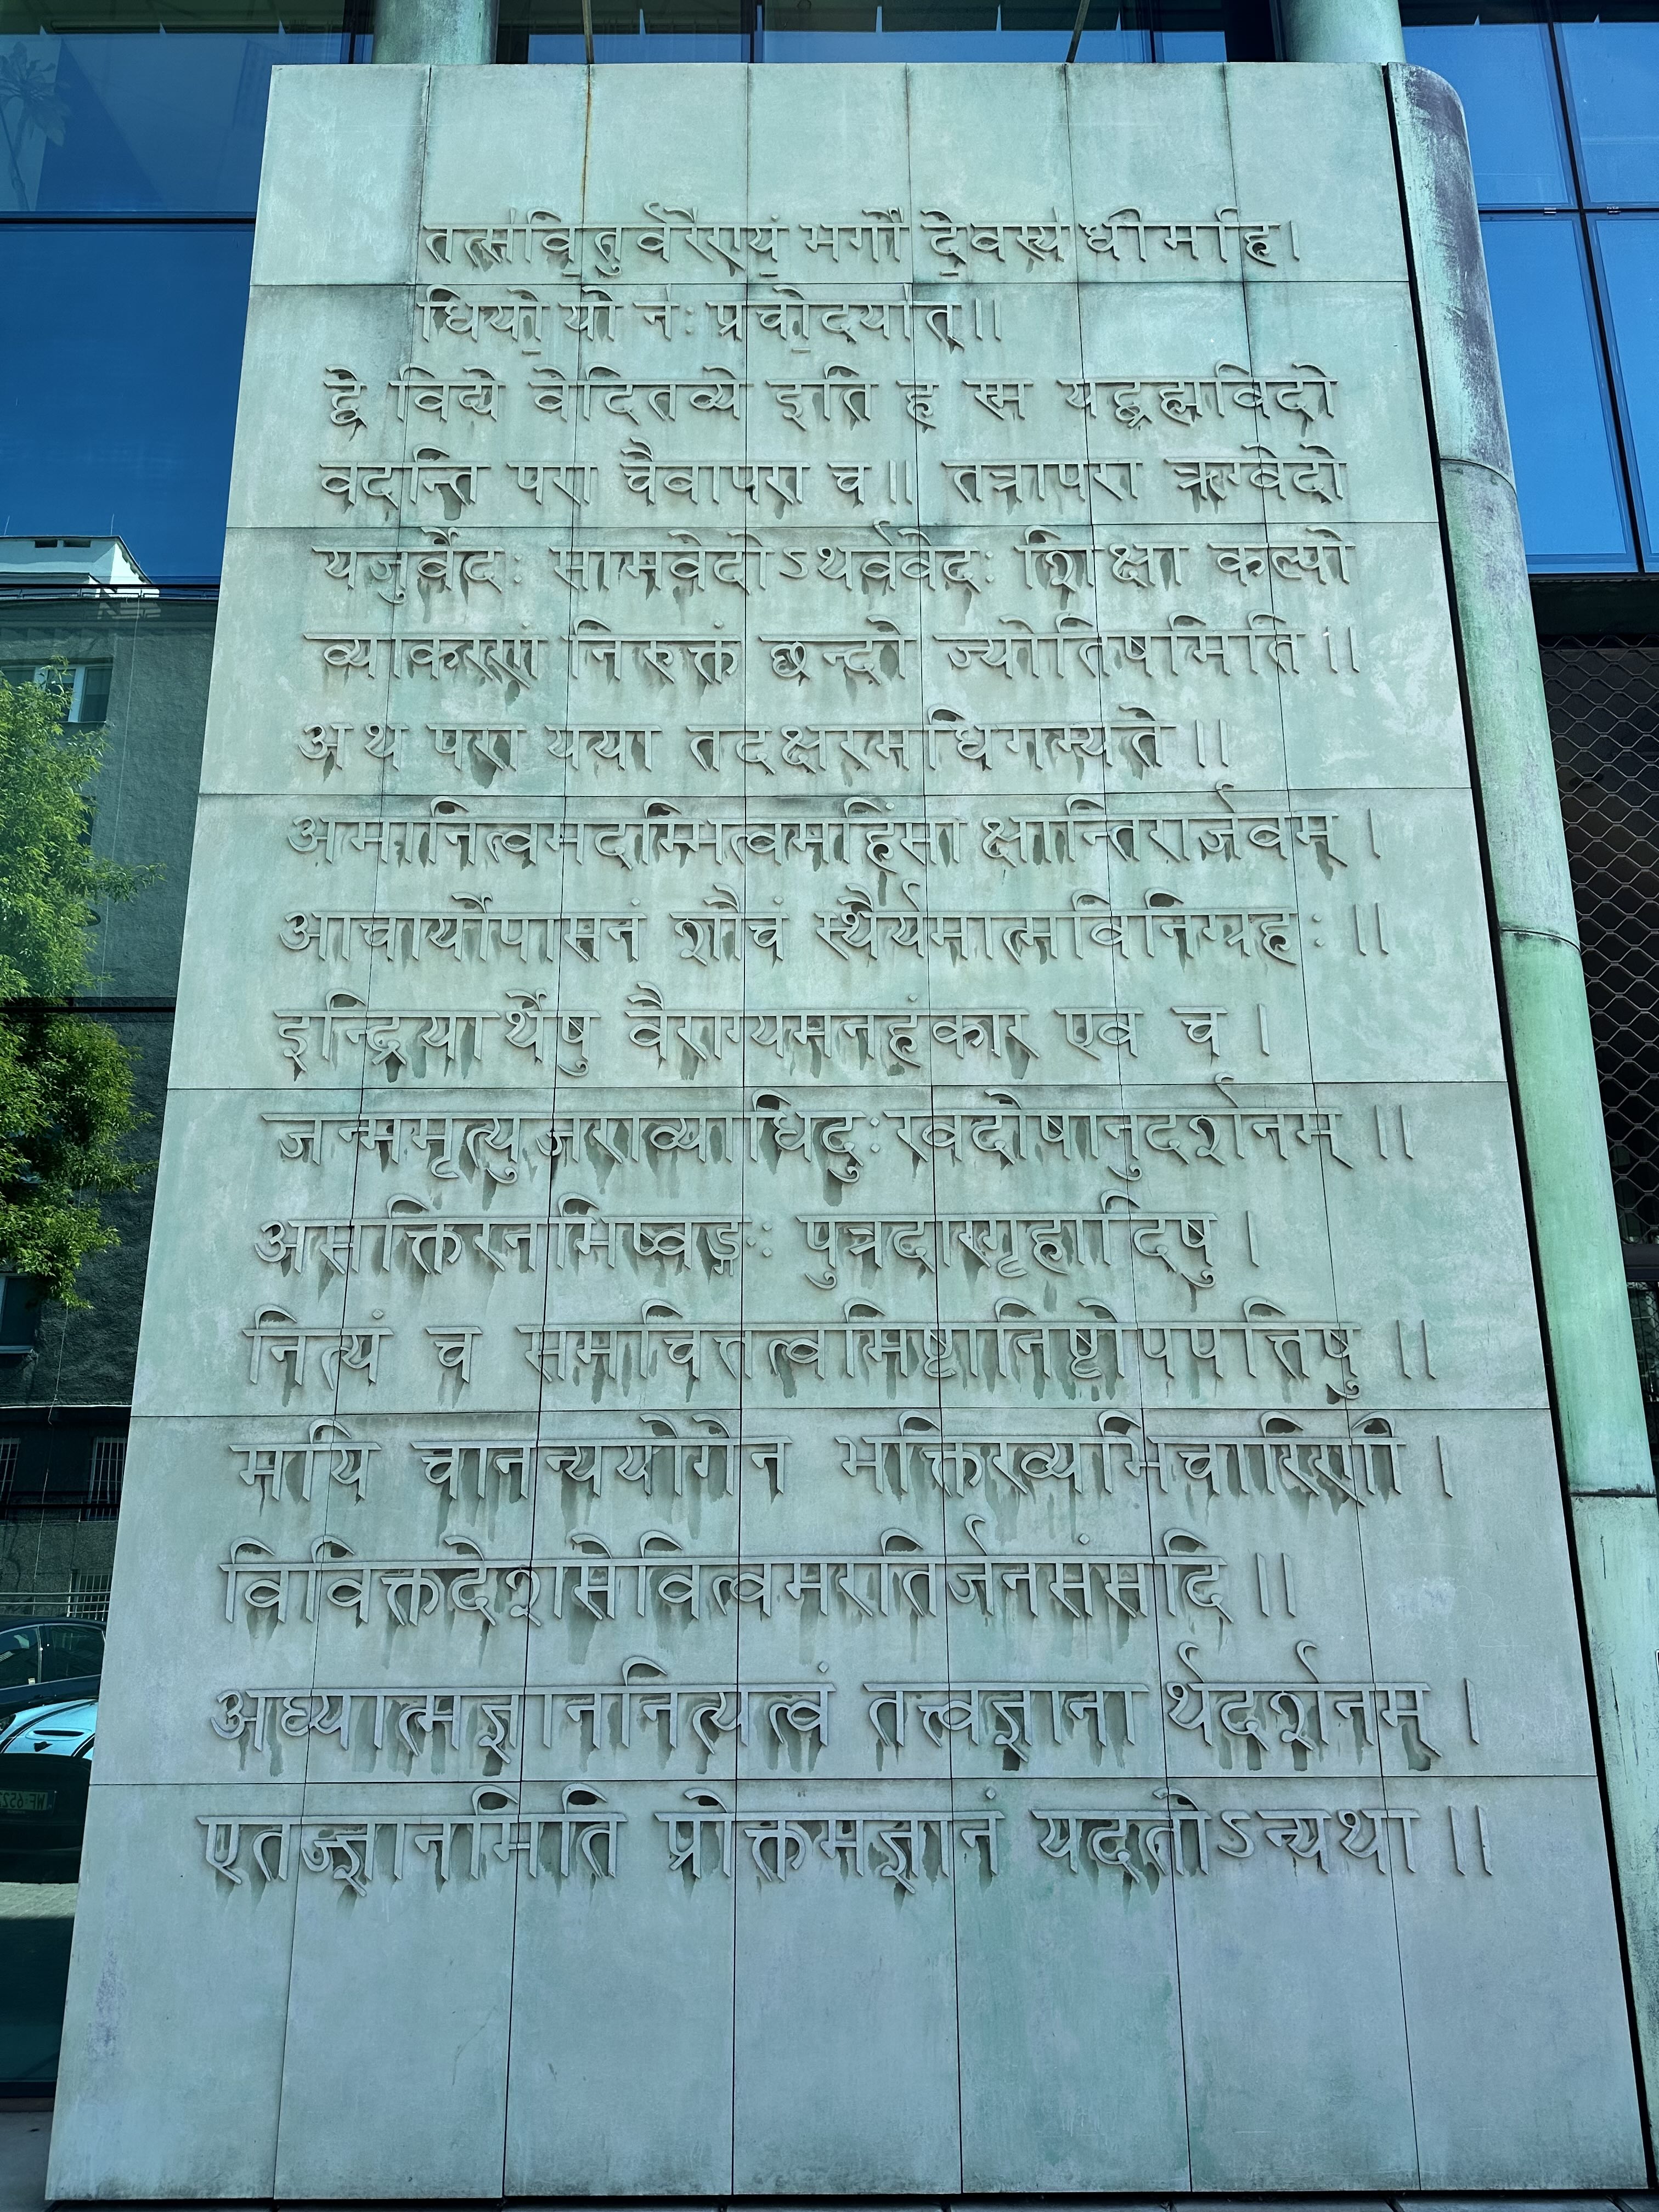 तत्स॑वि॒तुर्वरे॑ण्यं॒ भर्गो॑ दे॒वस्य॑ धीमहि।
धियो॒ यो नः॑ प्रचो॒दया॑त्॥
द्वे विद्ये वेदितव्ये इति ह स्म यद्ब्रह्मविदो
वदन्ति परा चैवापरा च॥ तत्रापरा ऋग्वेदो
यजुर्वेदः सामवेदोऽथर्ववेदः शिक्षा कल्पो
व्याकरणं निरुक्तं छन्दो ज्योतिषमिति॥
अथ परा यया तदक्षरमधिगम्यते॥
अमानित्वमदम्भित्वमहिंसा क्षान्तिरार्जवम्।
आचार्योपासनं शौचं स्थैर्यमात्मविनिग्रहः॥
इन्द्रियार्थेषु वैराग्यमनहंकार एव च।
जन्ममृत्युजराव्याधिदुःखदोषानुदर्शनम्॥
असक्तिरनभिष्वङ्गः पुत्रदारगृहादिषु।
नित्यं च समचित्तत्वमिष्टानिष्टोपपत्तिषु॥
मयि चानन्ययोगेन भक्तिरव्यभिचारिणी।
विविक्तदेशसेवित्वमरतिर्जनसंसदि॥
अध्यात्मज्ञाननित्यत्वं तत्त्वज्ञानार्थदर्शनम्।
एतज्ज्ञानमिति प्रोक्तमज्ञानं यदतोऽन्यथा॥